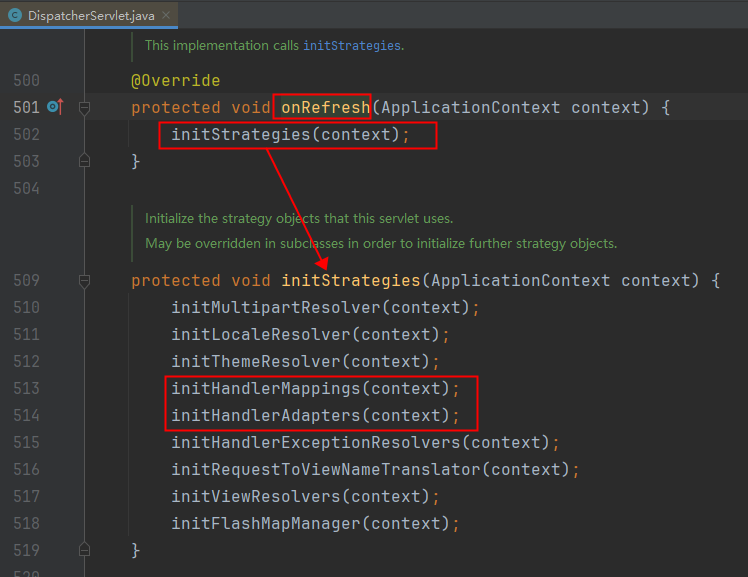 DispatcherServlet.java
This implementation calls initStrategies.
500 @Override
501 protected void onRefresh(ApplicationContext context) {
502 initStrategies(context);
503 }
504
Initialize the strategy objects that this servlet uses.
May be overridden in subclasses in order to initialize further strategy objects.
509 protected void initStrategies(ApplicationContext context) {
510 initMultipartResolver(context);
511 initLocaleResolver(context);
512 initThemeResolver(context);
513 initHandlerMappings(context);
514 initHandlerAdapters(context);
515 initHandlerExceptionResolvers(context);
516 initRequestToViewNameTranslator(context);
517 initViewResolvers(context);
518 initFlashMapManager(context);
519 }